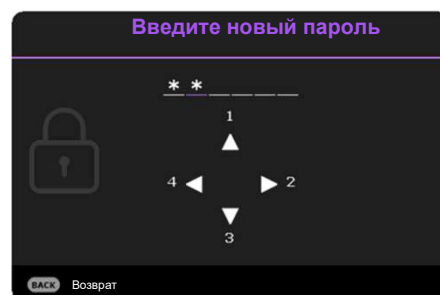 Введите новый пароль
* * _ _ _ _
1
4 2
3
BACK Возврат